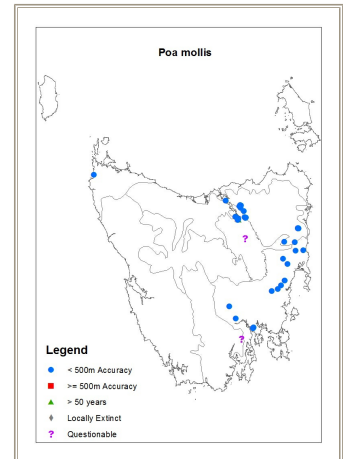 Poa mollis
?
?
Legend
< 500m Accuracy
>= 500m Accuracy
> 50 years
Locally Extinct
? Questionable